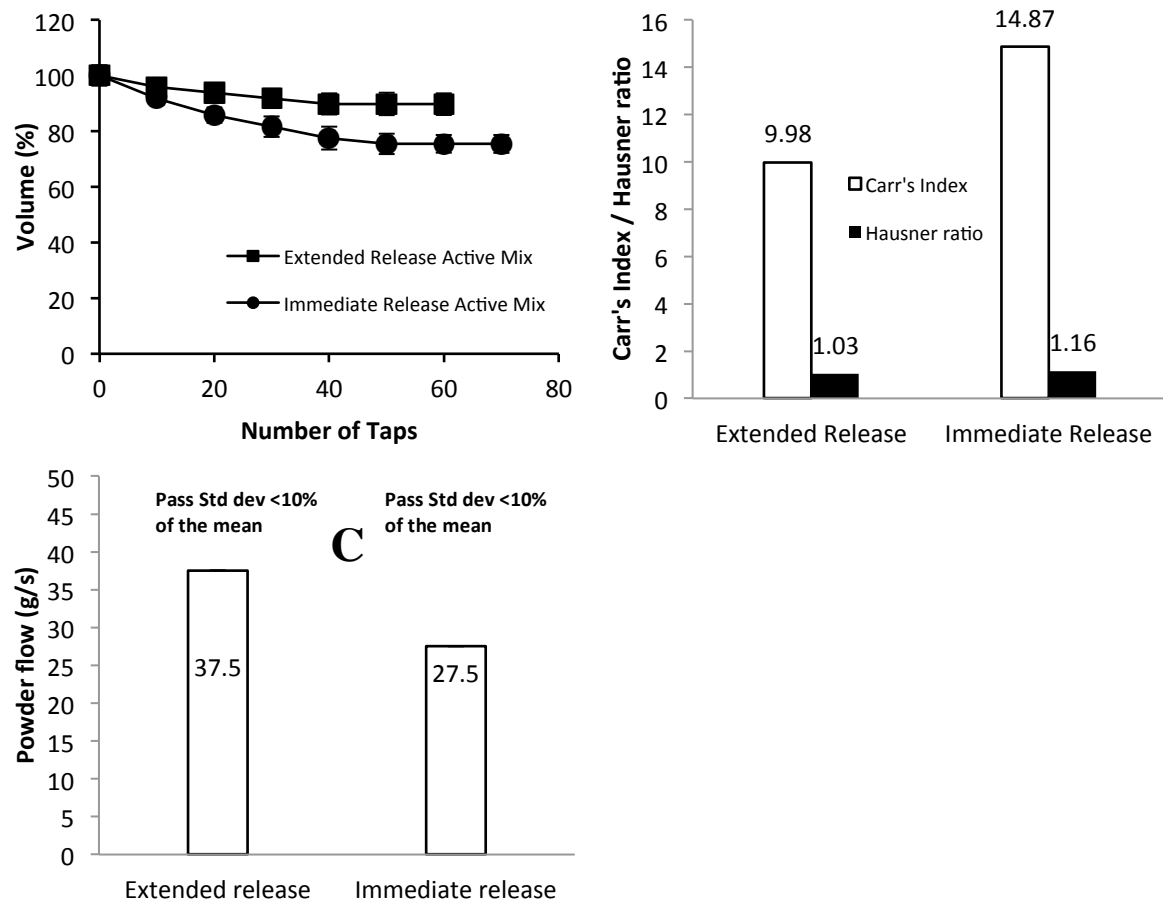 Volume (%)
120
100
80
60
40
20
0
Extended Release Active Mix
Immediate Release Active Mix
0
20
40
60
80
Number of Taps
Carr's Index / Hausner ratio
16
14
12
10
8
6
4
2
0
14.87
9.98
1.03
1.16
Carr's Index
Hausner ratio
Extended Release
Immediate Release
Powder flow (g/s)
50
45
40
35
30
25
20
15
10
5
0
Pass Std dev <10%
of the mean
C
Pass Std dev <10%
of the mean
37.5
27.5
Extended release
Immediate release